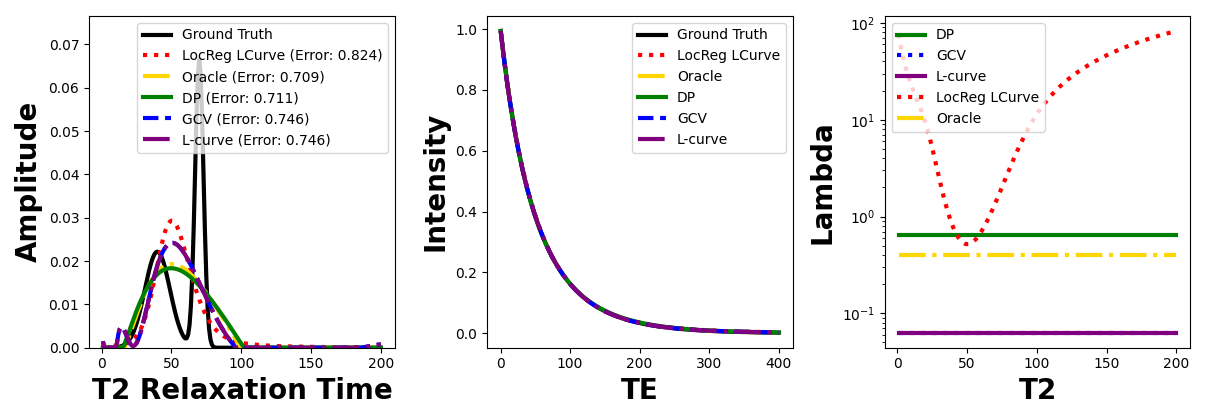 Amplitude
0.07
0.06
0.05
0.04
0.03
0.02
0.01
0.00
0
50
100
150
200
T2 Relaxation Time
Ground Truth
LocReg LCurve (Error: 0.824)
Oracle (Error: 0.709)
DP (Error: 0.711)
GCV (Error: 0.746)
L-curve (Error: 0.746)
Intensity
1.0
0.8
0.6
0.4
0.2
0.0
0
100
200
300
400
TE
Ground Truth
LocReg LCurve
Oracle
DP
GCV
L-curve
Lambda
10²
10¹
10⁰
10⁻¹
0
50
100
150
200
T2
DP
GCV
L-curve
LocReg LCurve
Oracle